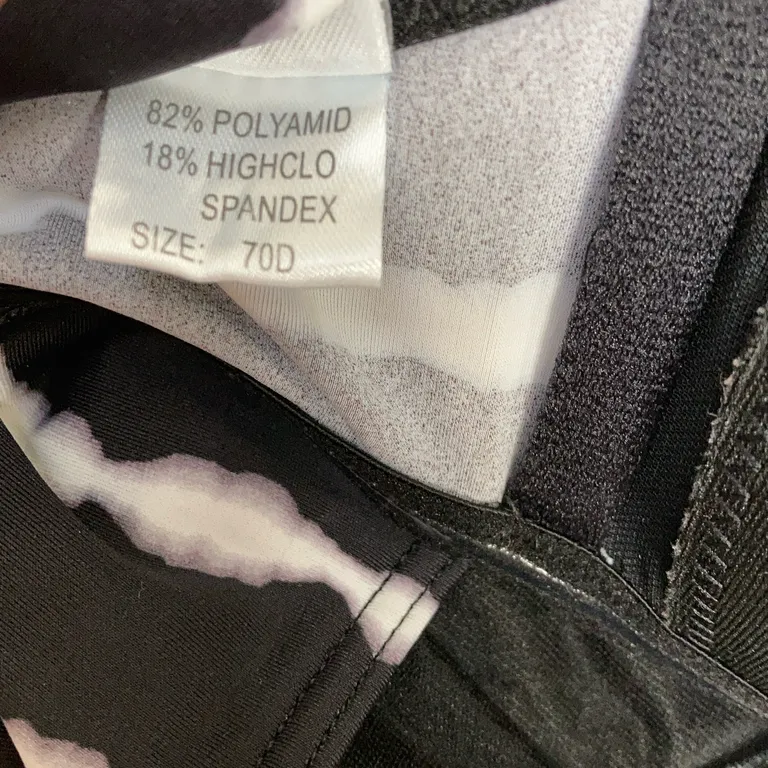 82% POLYAMID
18% HIGHCLO
SPANDEX
SIZE: 70D